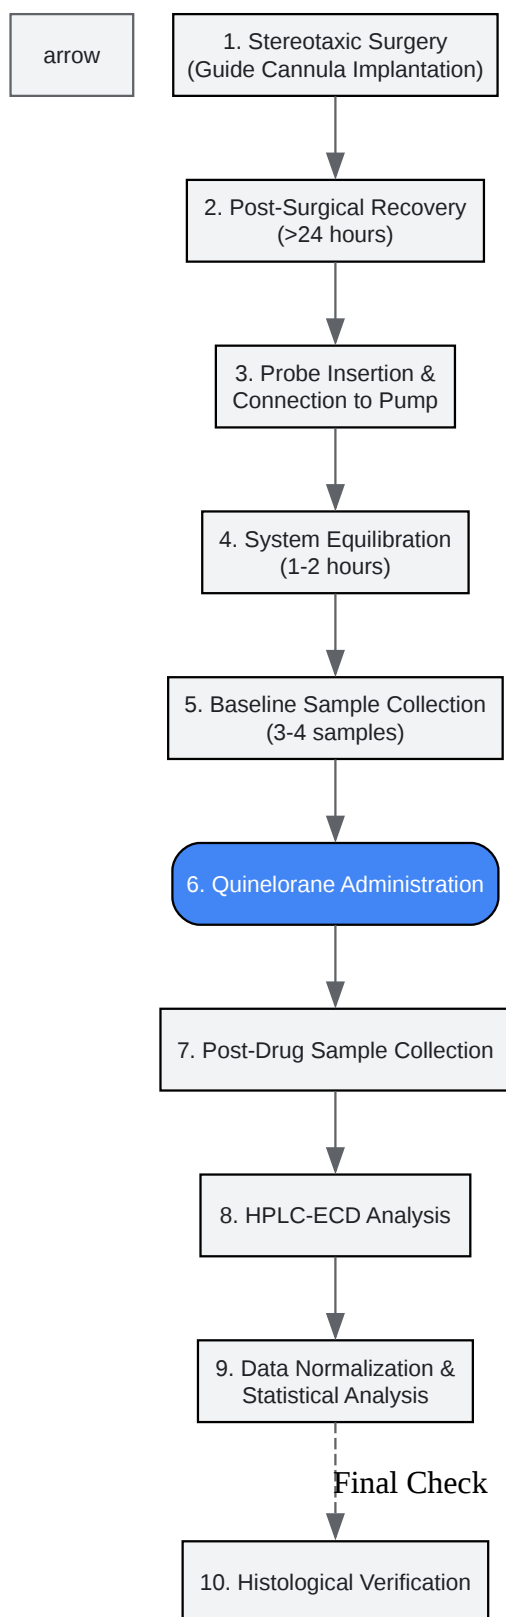 arrow
1. Stereotaxic Surgery
(Guide Cannula Implantation)
2. Post-Surgical Recovery
(>24 hours)
3. Probe Insertion &
Connection to Pump
4. System Equilibration
(1-2 hours)
5. Baseline Sample Collection
(3-4 samples)
6. Quinelorane Administration
7. Post-Drug Sample Collection
8. HPLC-ECD Analysis
9. Data Normalization &
Statistical Analysis
Final Check
10. Histological Verification